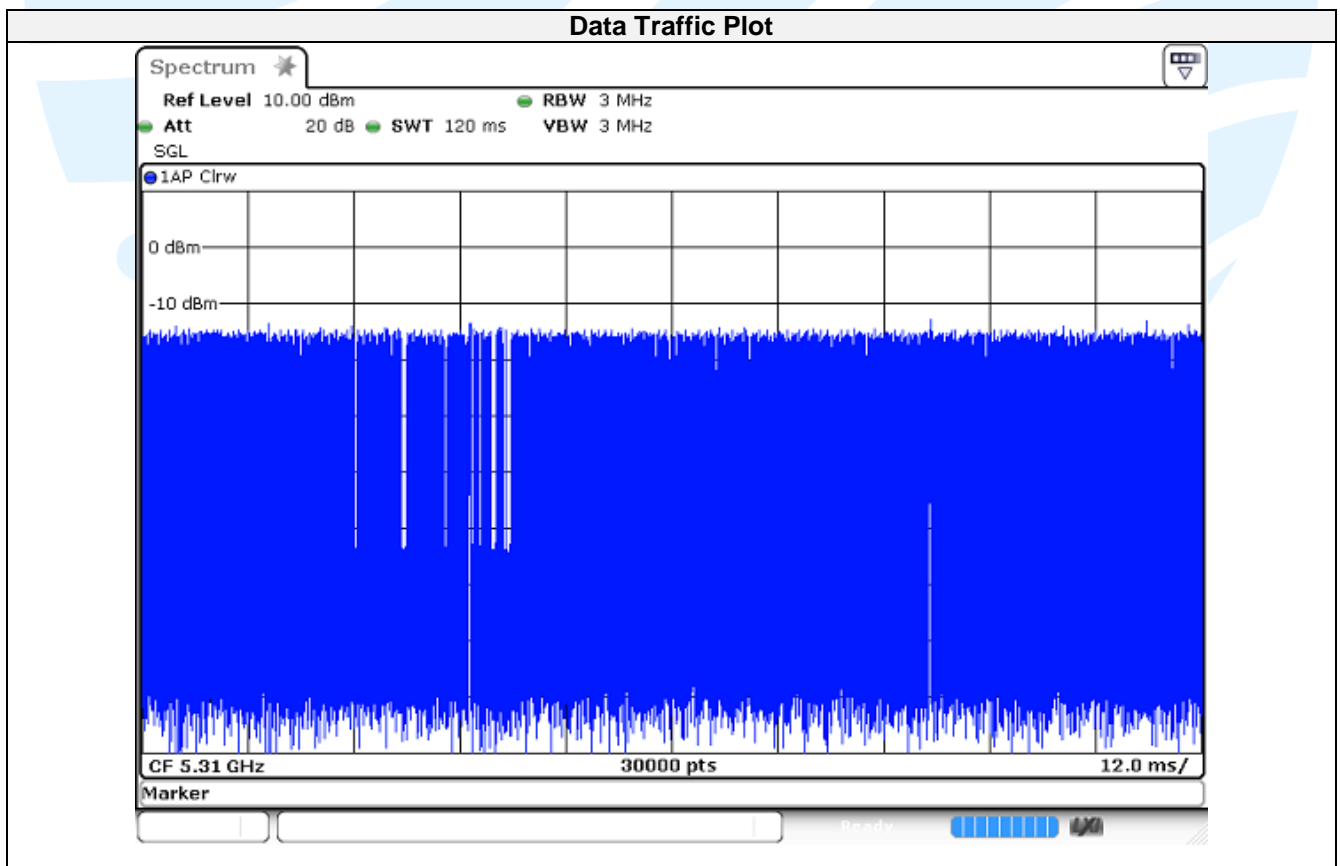 Data Traffic Plot
Spectrum
Ref Level 10.00 dBm RBW 3 MHz
Att 20 dB SWT 120 ms VBW 3 MHz
SGL
1AP Clrw
0 dBm
-10 dBm
CF 5.31 GHz 30000 pts 12.0 ms/
Marker
Ready
LXI